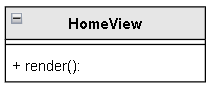 HomeView
+ render():